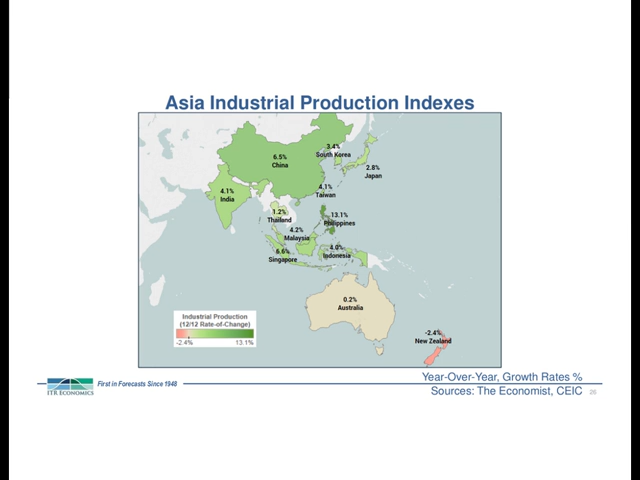 Asia Industrial Production Indexes
3.4%
South Korea
6.5%
China
2.8%
Japan
4.1%
India
4.1%
Taiwan
1.2%
Thailand
13.1%
Philippines
4.2%
Malaysia
6.6%
Singapore
4.0%
Indonesia
0.2%
Australia
-2.4%
New Zealand
Industrial Production
(12/12 Rate-of-Change)
-2.4% 13.1%
Year-Over-Year, Growth Rates %
ITR ECONOMICS
First in Forecasts Since 1948
Sources: The Economist, CEIC
26